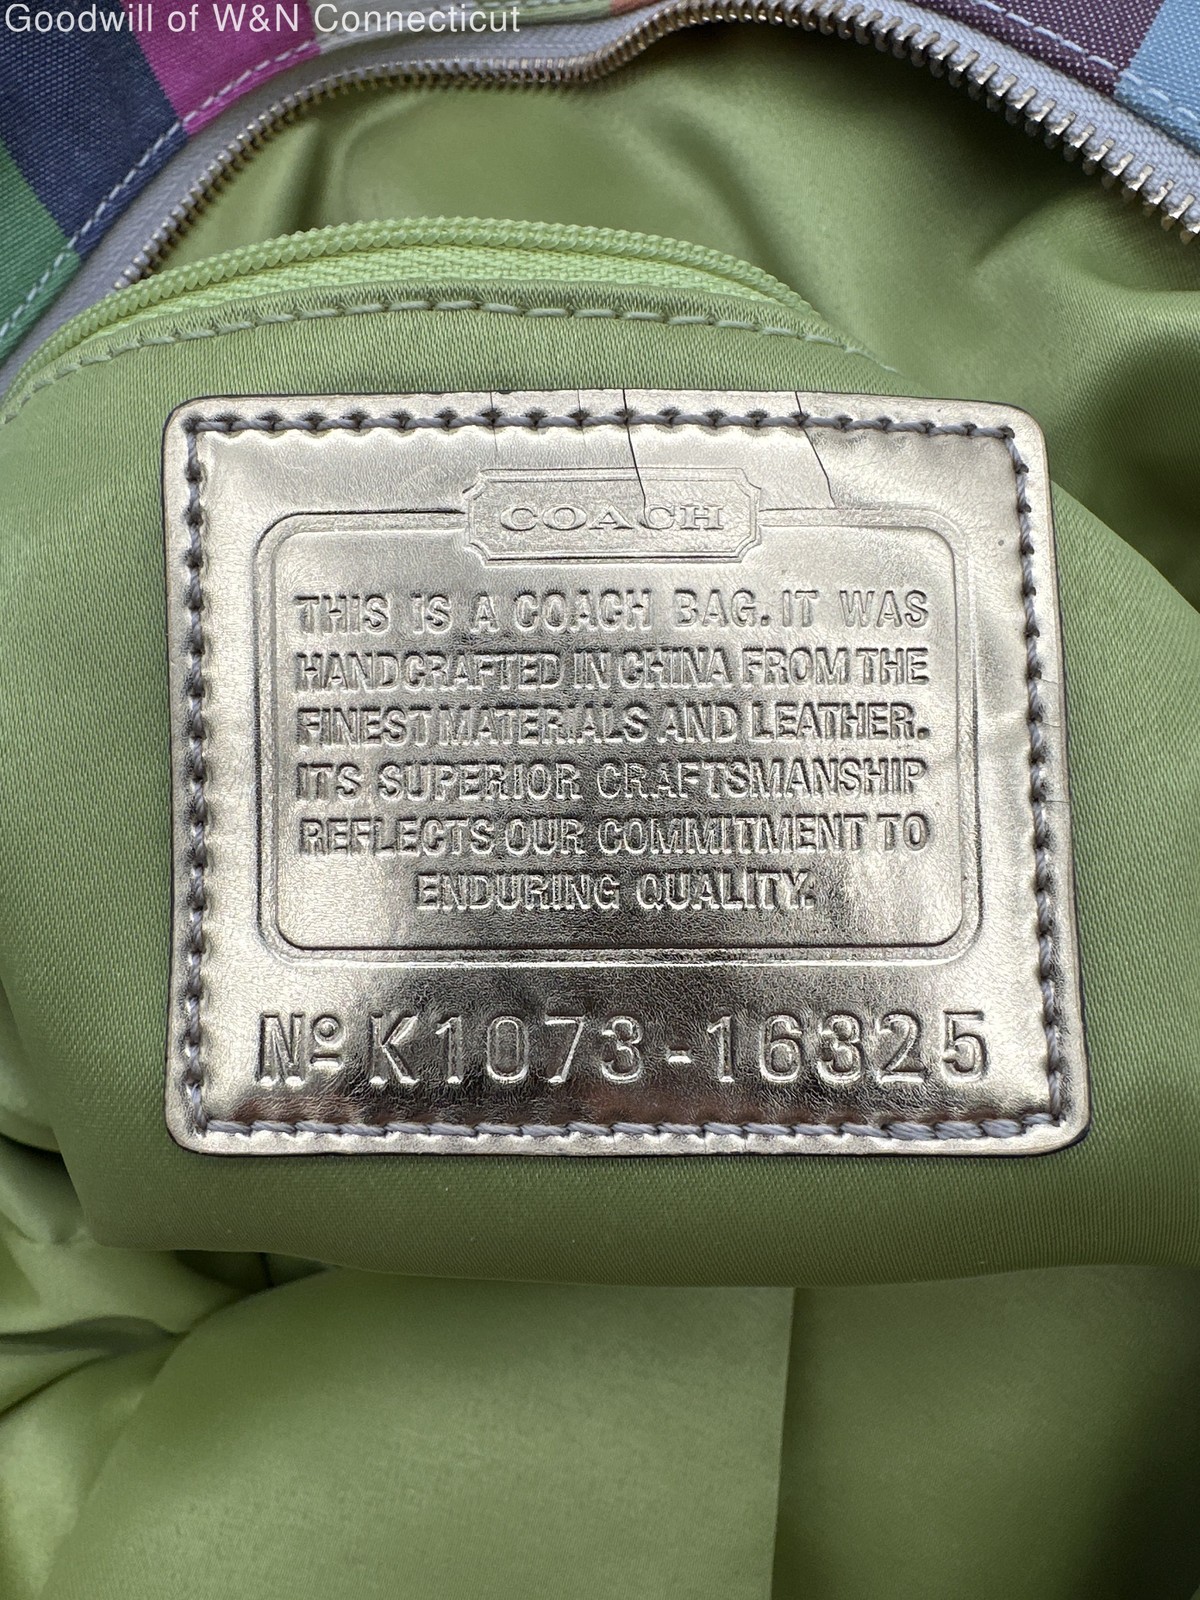 Goodwill of W&N Connecticut
COACH
THIS IS A COACH BAG. IT WAS
HANDCRAFTED IN CHINA FROM THE
FINEST MATERIALS AND LEATHER.
ITS SUPERIOR CRAFTSMANSHIP
REFLECTS OUR COMMITMENT TO
ENDURING QUALITY.
Nº K1073-16325